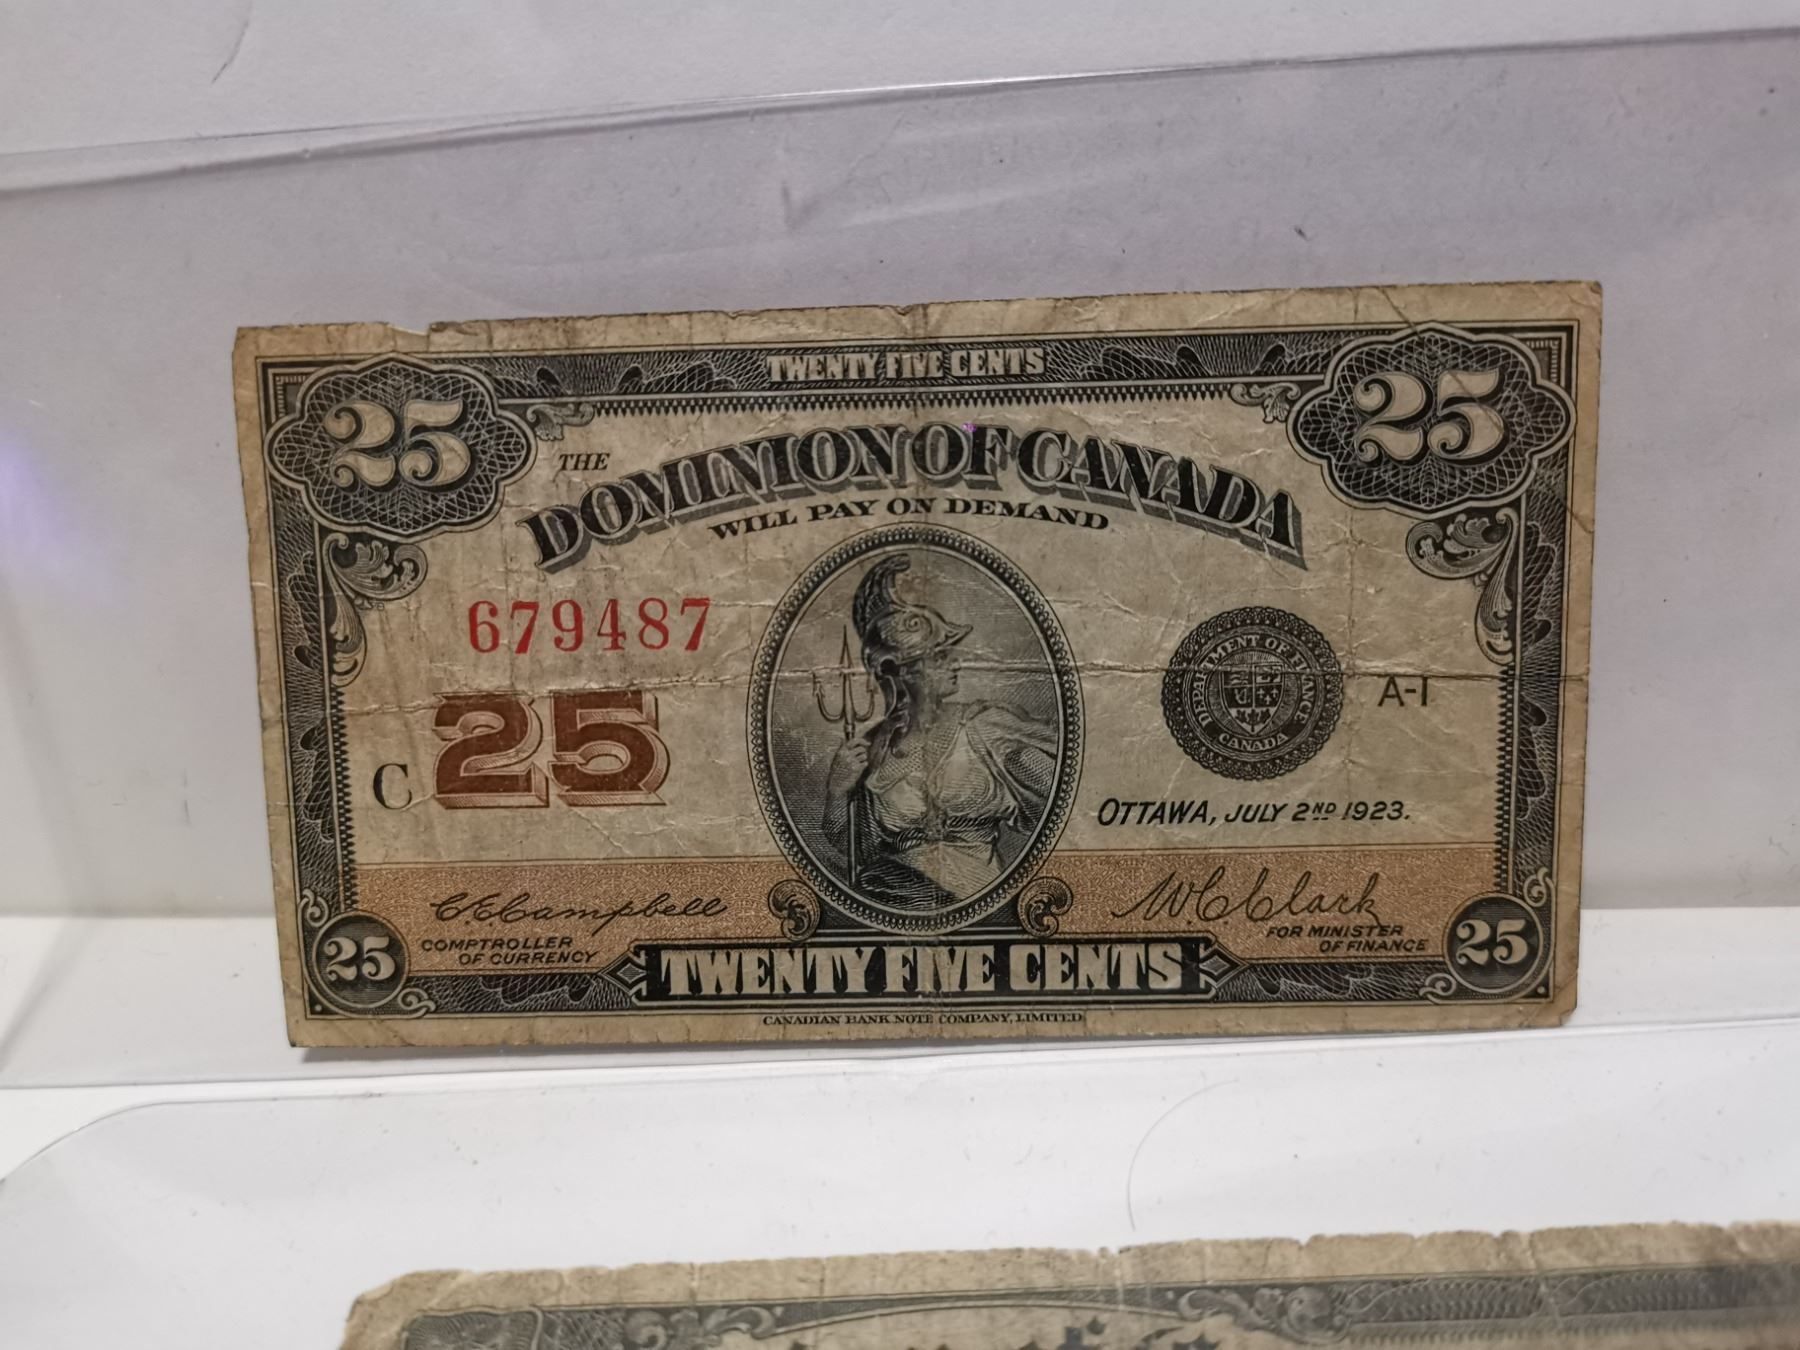 TWENTY FIVE CENTS
25 25
THE
DOMINION OF CANADA
WILL PAY ON DEMAND
679487
DEPARTMENT OF FINANCE
CANADA
A-1
C 25
OTTAWA, JULY 2ND 1923.
C.E. Campbell
COMPTROLLER
OF CURRENCY
W.C. Clark
FOR MINISTER
OF FINANCE
25 TWENTY FIVE CENTS 25
CANADIAN BANK NOTE COMPANY, LIMITED